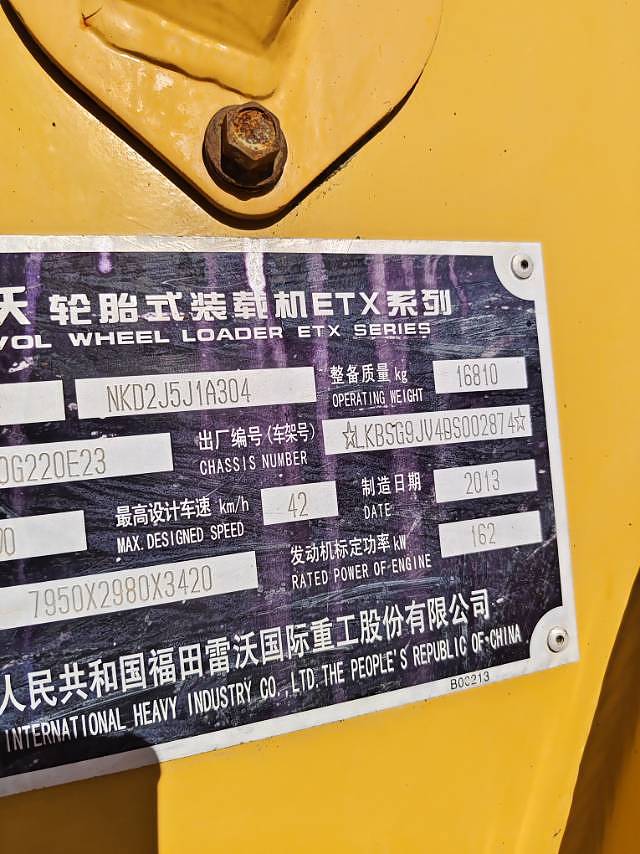 沃 轮胎式装载机ETX系列
VOL WHEEL LOADER ETX SERIES
NKD2J5J1A304
整备质量 kg
OPERATING WEIGHT
16810
0G220E23
出厂编号(车架号)
CHASSIS NUMBER
☆LKBSG9JV4DS002874☆
最高设计车速 km/h
MAX. DESIGNED SPEED
42
制造日期
DATE
2013
发动机标定功率 kW
RATED POWER OF ENGINE
162
7950X2980X3420
人民共和国福田雷沃国际重工股份有限公司
INTERNATIONAL HEAVY INDUSTRY CO.,LTD.THE PEOPLE'S REPUBLIC OF CHINA
B00213